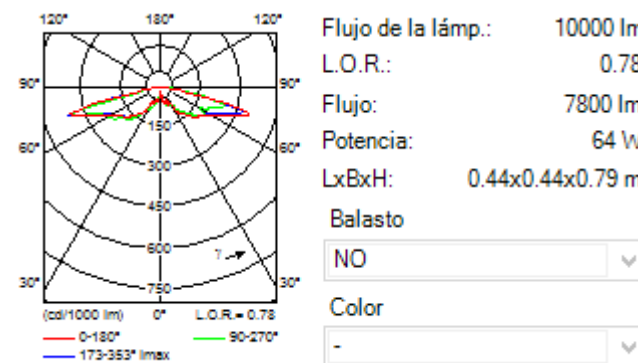 120° 180° 120°
90° 90°
150
60° 60°
300
450
600
γ
30° 30°
750
(cd/1000 lm) 0° L.O.R.= 0.78
0-180° 90-270°
173-353° Imax
Flujo de la lámp.: 10000 lm
L.O.R.: 0.78
Flujo: 7800 lm
Potencia: 64 W
LxBxH: 0.44x0.44x0.79 m
Balasto
NO
Color
-